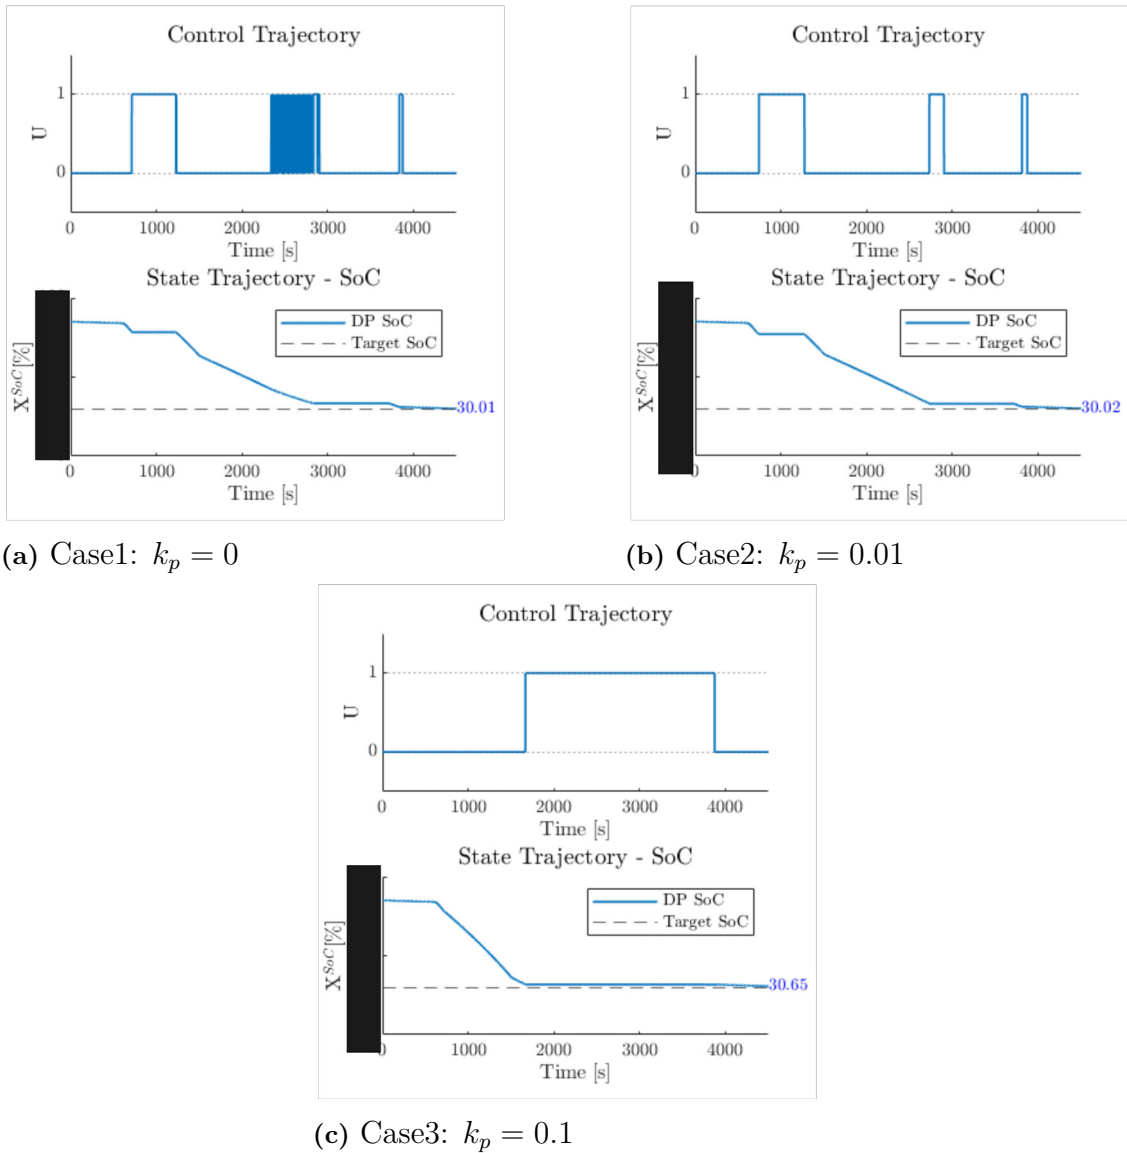 Control Trajectory
1
U
0
0 1000 2000 3000 4000
Time [s]
State Trajectory - SoC
DP SoC
Target SoC
X^{SoC}[%]
30.01
0 1000 2000 3000 4000
Time [s]
(a) Case1: k_p = 0
Control Trajectory
1
U
0
0 1000 2000 3000 4000
Time [s]
State Trajectory - SoC
DP SoC
Target SoC
X^{SoC}[%]
30.02
0 1000 2000 3000 4000
Time [s]
(b) Case2: k_p = 0.01
Control Trajectory
1
U
0
0 1000 2000 3000 4000
Time [s]
State Trajectory - SoC
DP SoC
Target SoC
X^{SoC}[%]
30.65
0 1000 2000 3000 4000
Time [s]
(c) Case3: k_p = 0.1